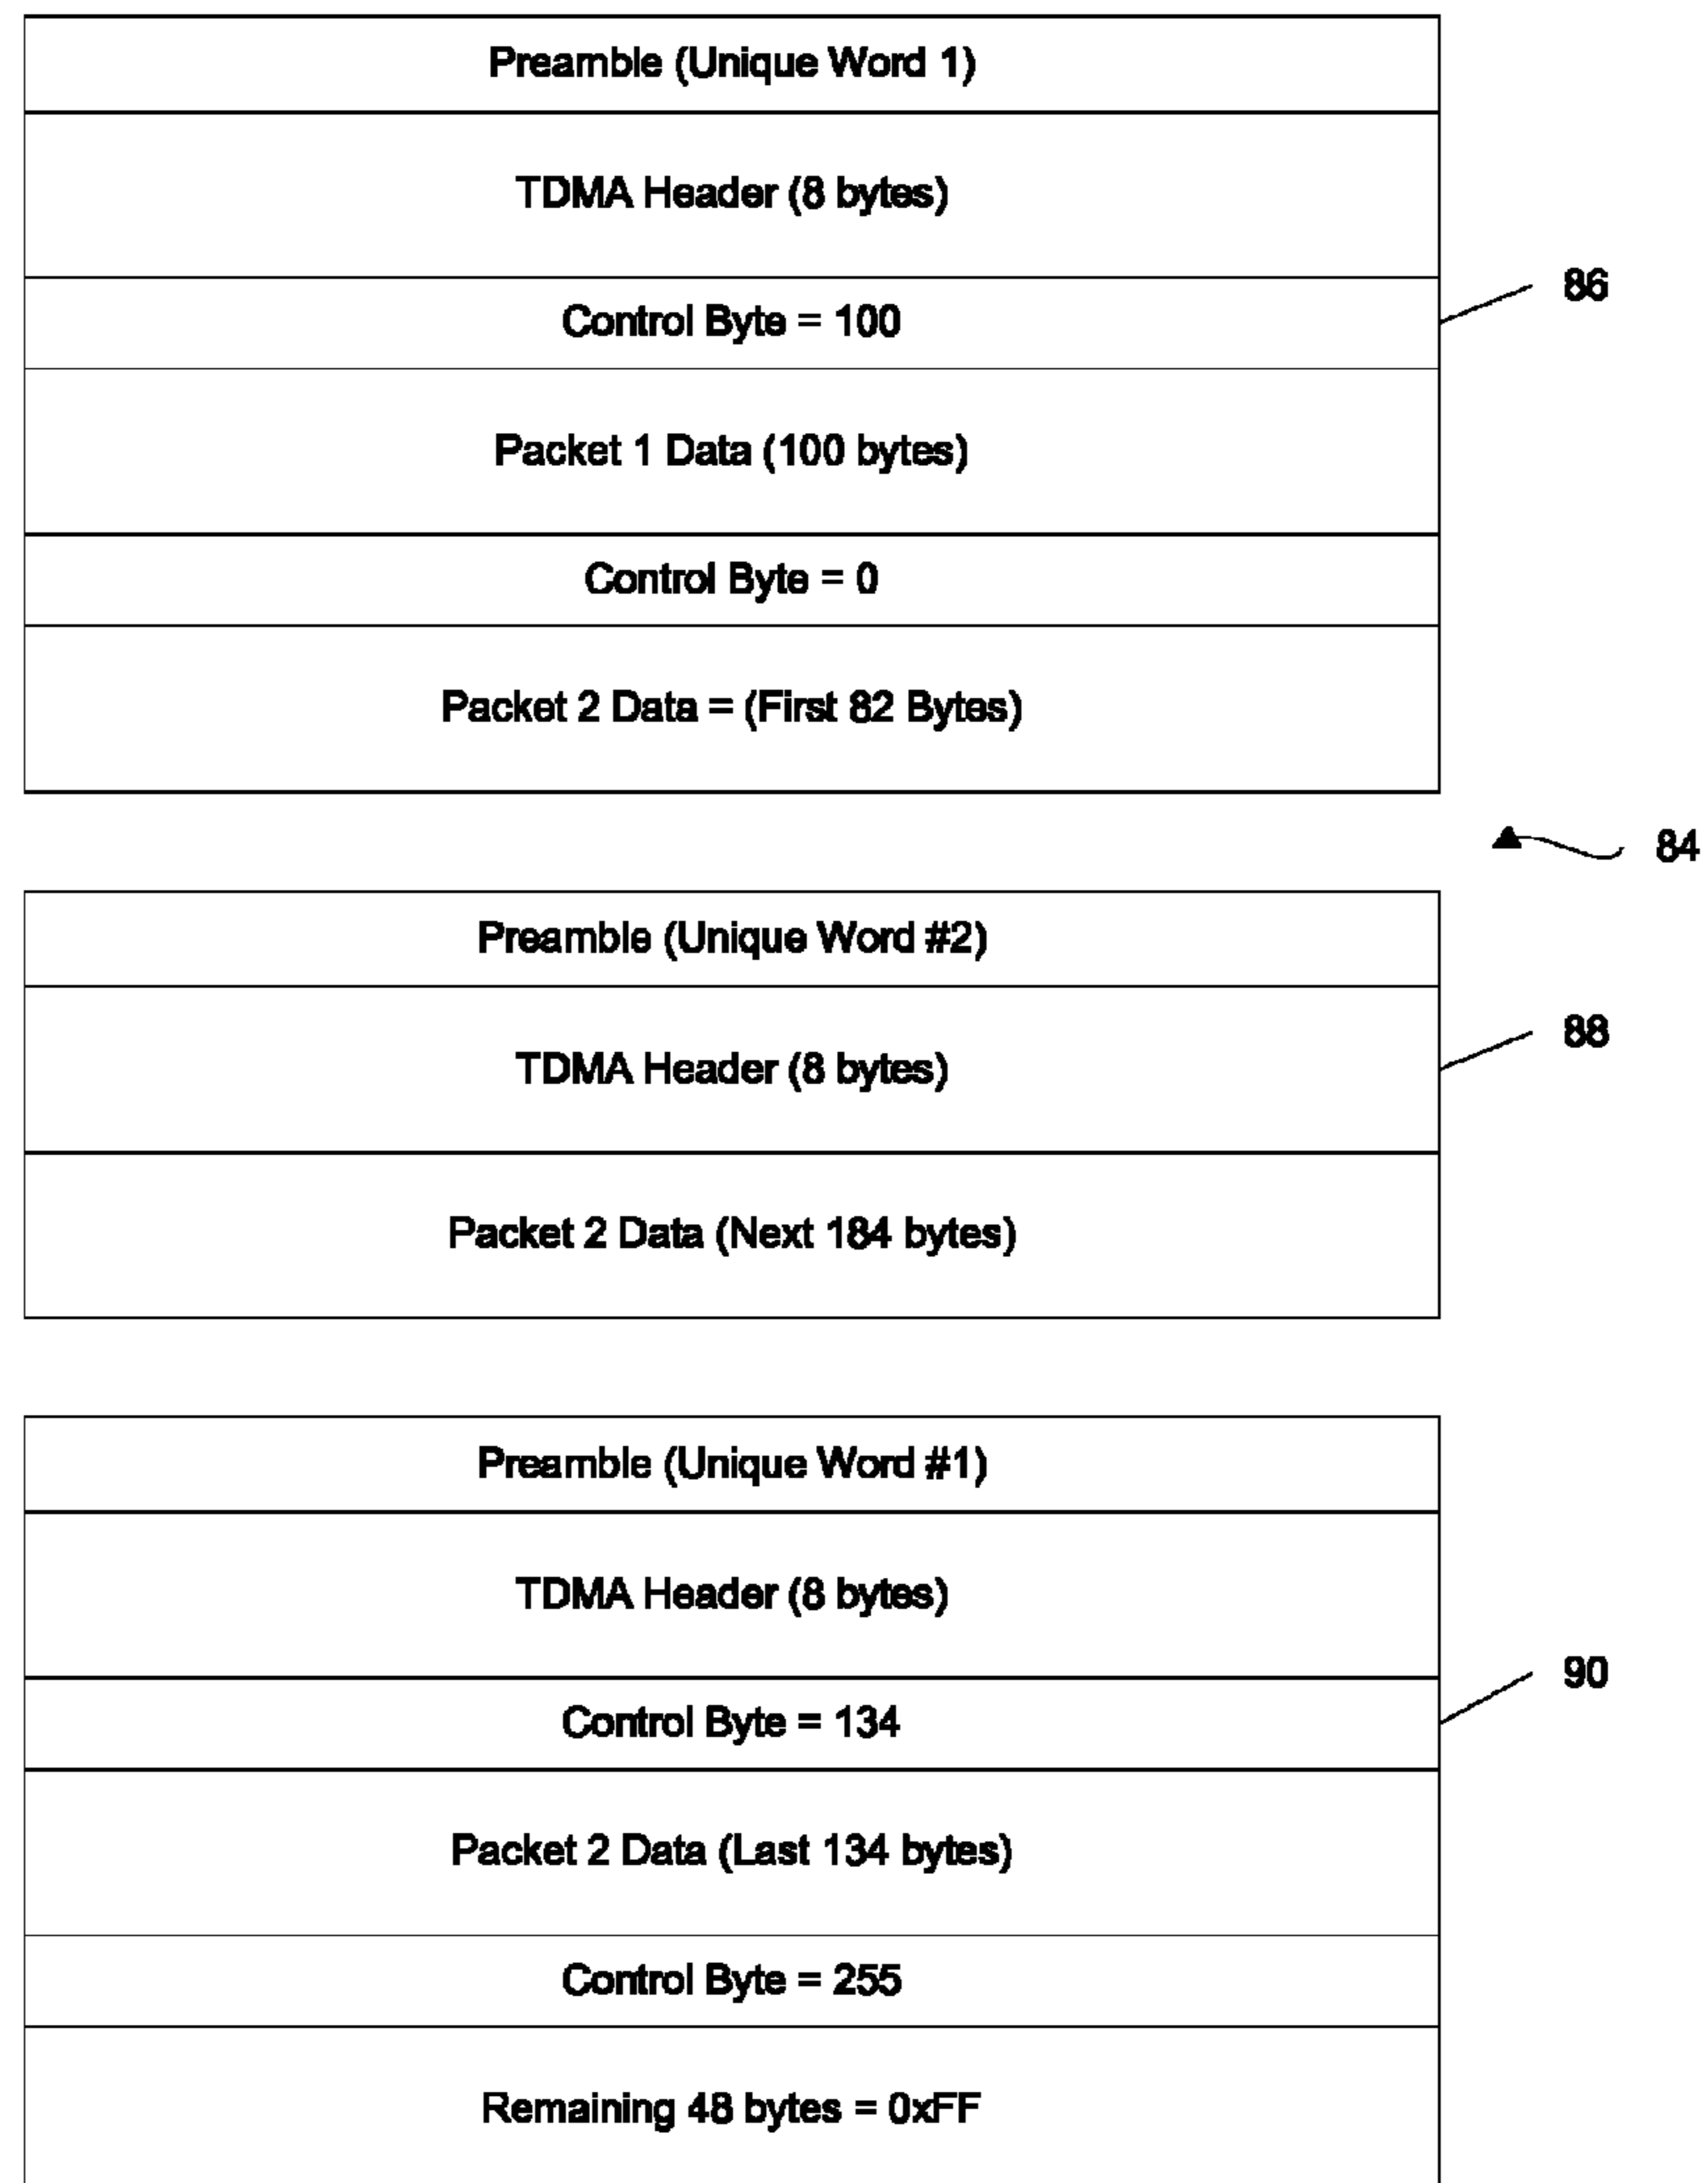 Preamble (Unique Word 1)
TDMA Header (8 bytes)
Control Byte = 100
86
Packet 1 Data (100 bytes)
Control Byte = 0
Packet 2 Data = (First 82 Bytes)
84
Preamble (Unique Word #2)
88
TDMA Header (8 bytes)
Packet 2 Data (Next 184 bytes)
Preamble (Unique Word #1)
TDMA Header (8 bytes)
90
Control Byte = 134
Packet 2 Data (Last 134 bytes)
Control Byte = 255
Remaining 48 bytes = 0xFF